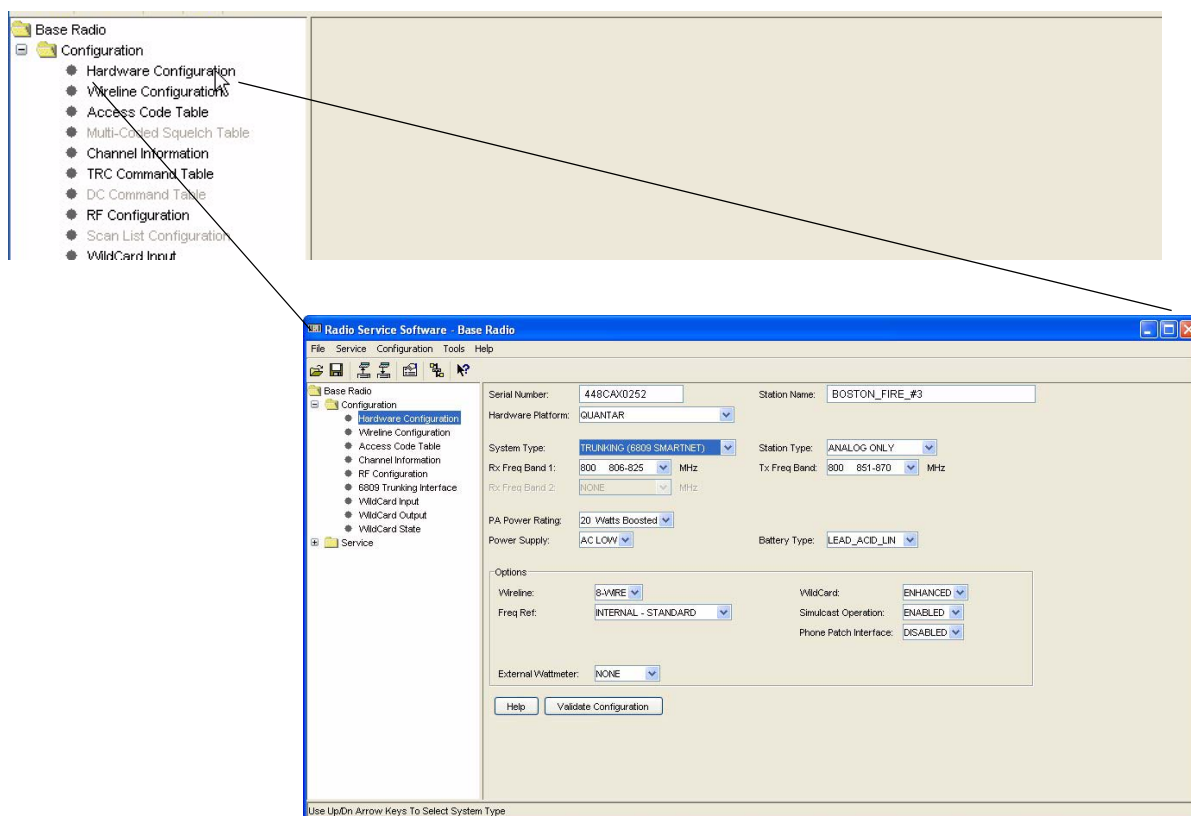 Base Radio
Configuration
Hardware Configuration
Wireline Configuration
Access Code Table
Multi-Coded Squelch Table
Channel Information
TRC Command Table
DC Command Table
RF Configuration
Scan List Configuration
WildCard Input
Radio Service Software - Base Radio
File Service Configuration Tools Help
Base Radio
Configuration
Hardware Configuration
Wireline Configuration
Access Code Table
Channel Information
RF Configuration
6809 Trunking Interface
WildCard Input
WildCard Output
WildCard State
Service
Serial Number: 448CAX0252 Station Name: BOSTON_FIRE_#3
Hardware Platform: QUANTAR
System Type: TRUNKING (6809 SMARTNET) Station Type: ANALOG ONLY
Rx Freq Band 1: 800 806-825 MHz Tx Freq Band: 800 851-870 MHz
Rx Freq Band 2: NONE MHz
PA Power Rating: 20 Watts Boosted
Power Supply: AC LOW Battery Type: LEAD_ACID_LIN
Options
Wireline: 8-WIRE WildCard: ENHANCED
Freq Ref: INTERNAL - STANDARD Simulcast Operation: ENABLED
Phone Patch Interface: DISABLED
External Wattmeter: NONE
Help Validate Configuration
Use Up/Dn Arrow Keys To Select System Type